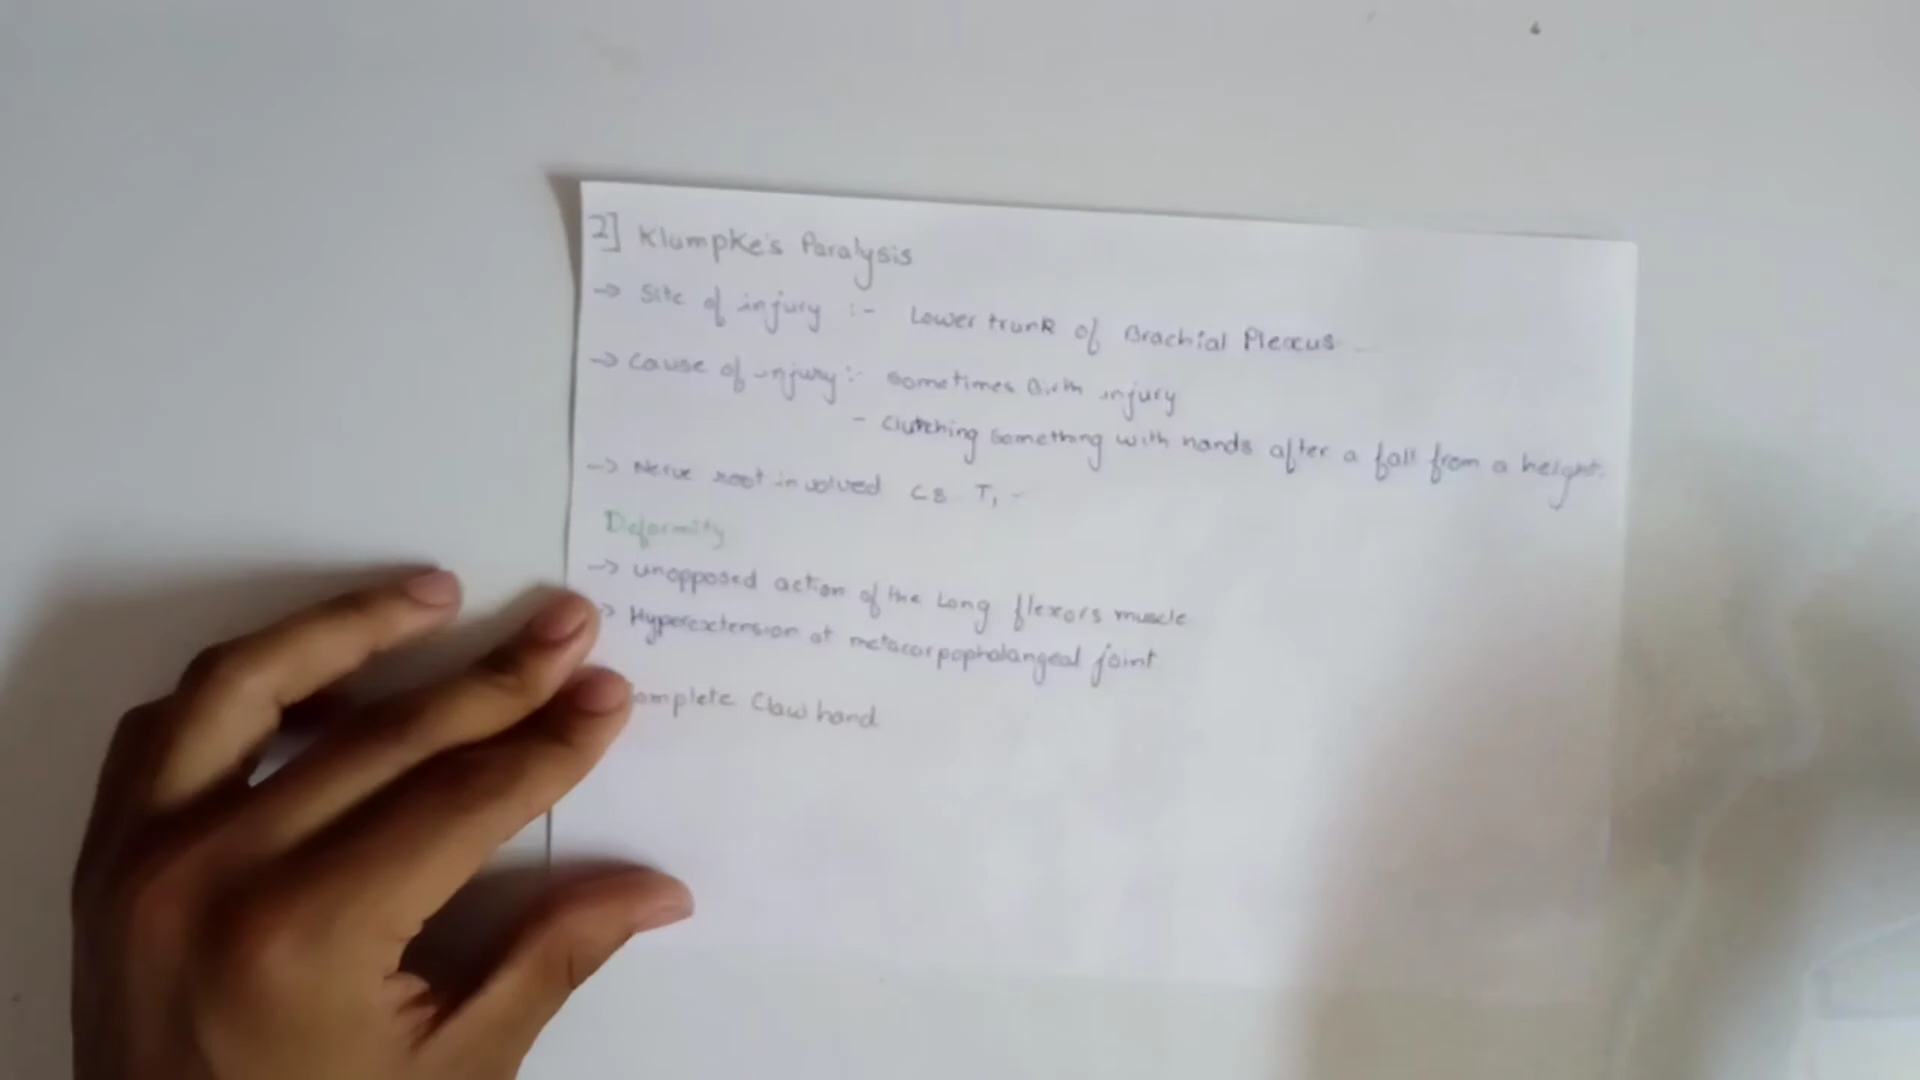 2] Klumpke's Paralysis
-> Site of injury :- Lower trunk of Brachial Plexus
-> Cause of injury :- Sometimes Birth injury
- Clutching something with hands after a fall from a height.
-> Nerve root involved C8 T1 -
Deformity
-> unopposed action of the Long flexors muscle
-> Hyperextension at metacarpophalangeal joint
omplete Claw hand